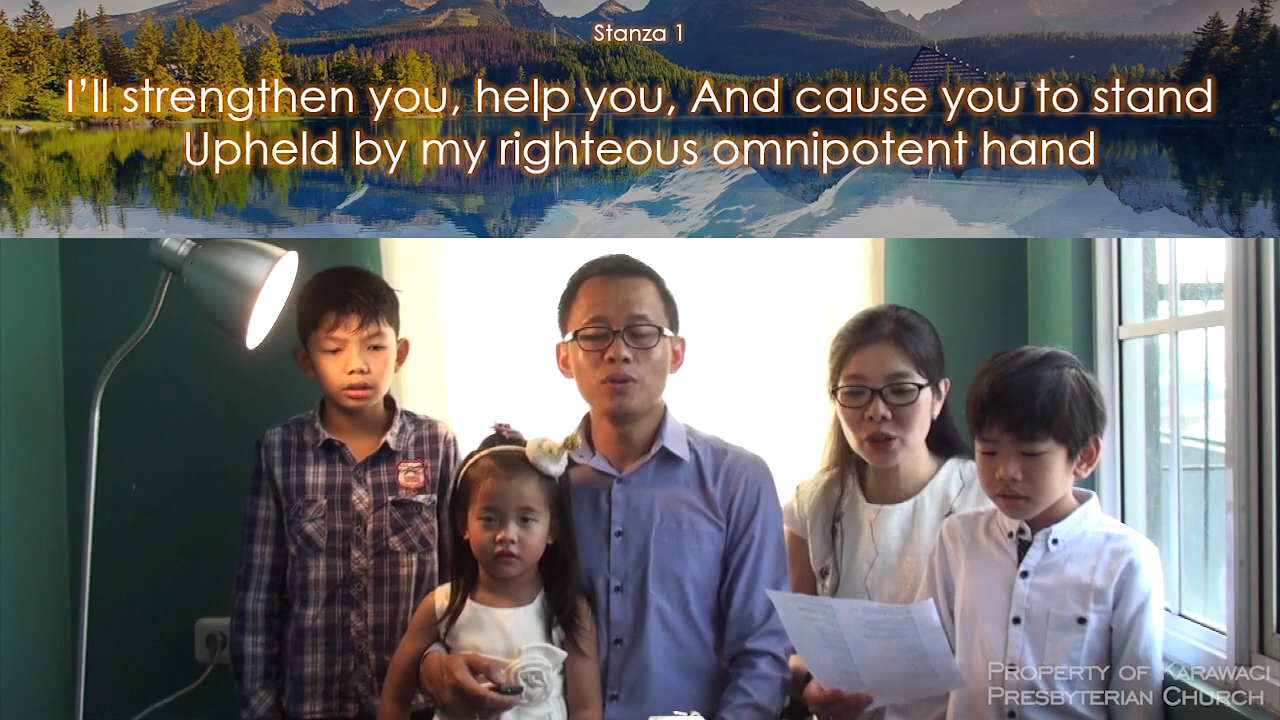 Stanza 1
I’ll strengthen you, help you, And cause you to stand
Upheld by my righteous omnipotent hand
Property of Karawaci
Presbyterian Church